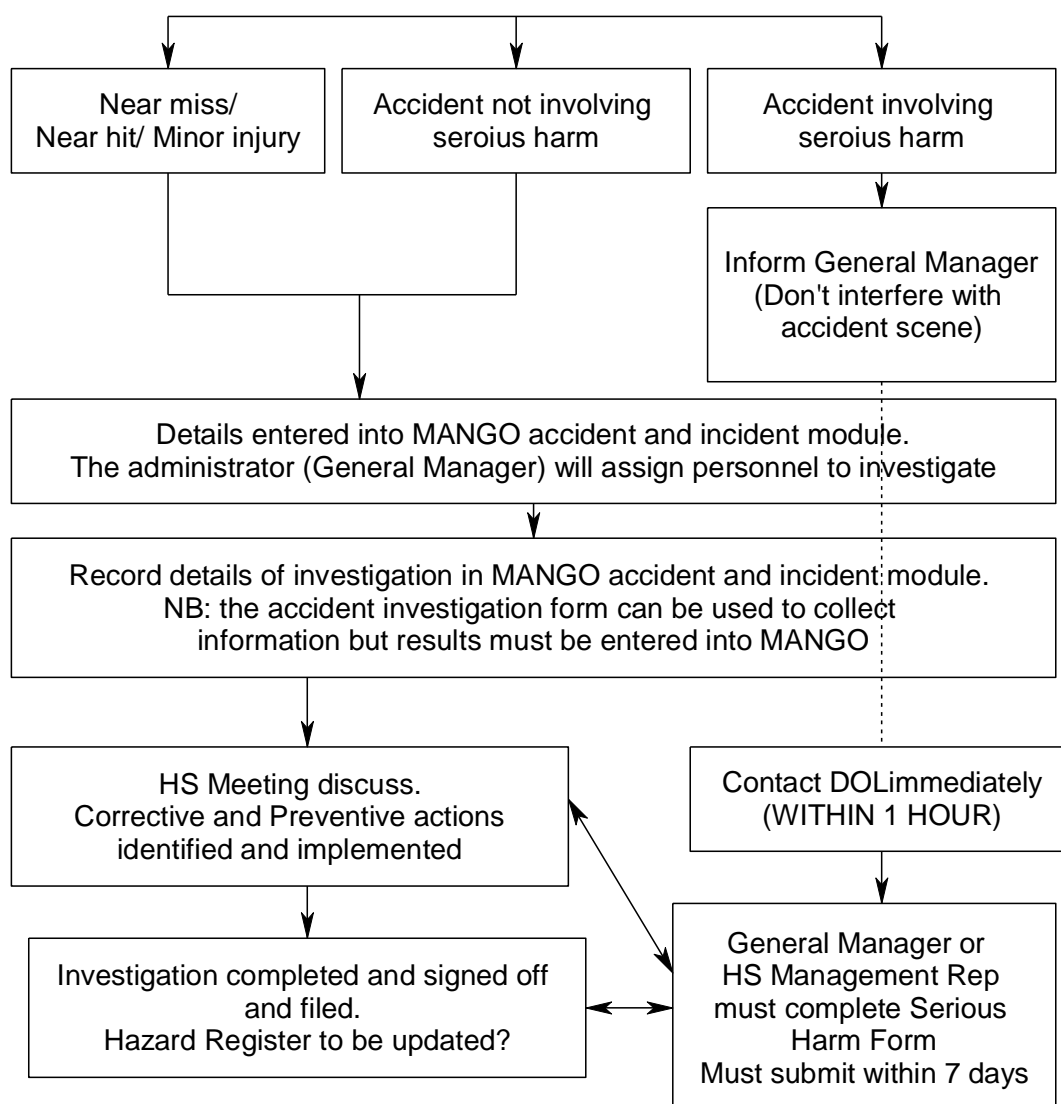 Near miss/
Near hit/ Minor injury
Accident not involving
seroius harm
Accident involving
seroius harm
Inform General Manager
(Don't interfere with
accident scene)
Details entered into MANGO accident and incident module.
The administrator (General Manager) will assign personnel to investigate
Record details of investigation in MANGO accident and incident module.
NB: the accident investigation form can be used to collect
information but results must be entered into MANGO
HS Meeting discuss.
Corrective and Preventive actions
identified and implemented
Contact DOLimmediately
(WITHIN 1 HOUR)
Investigation completed and signed off
and filed.
Hazard Register to be updated?
General Manager or
HS Management Rep
must complete Serious
Harm Form
Must submit within 7 days